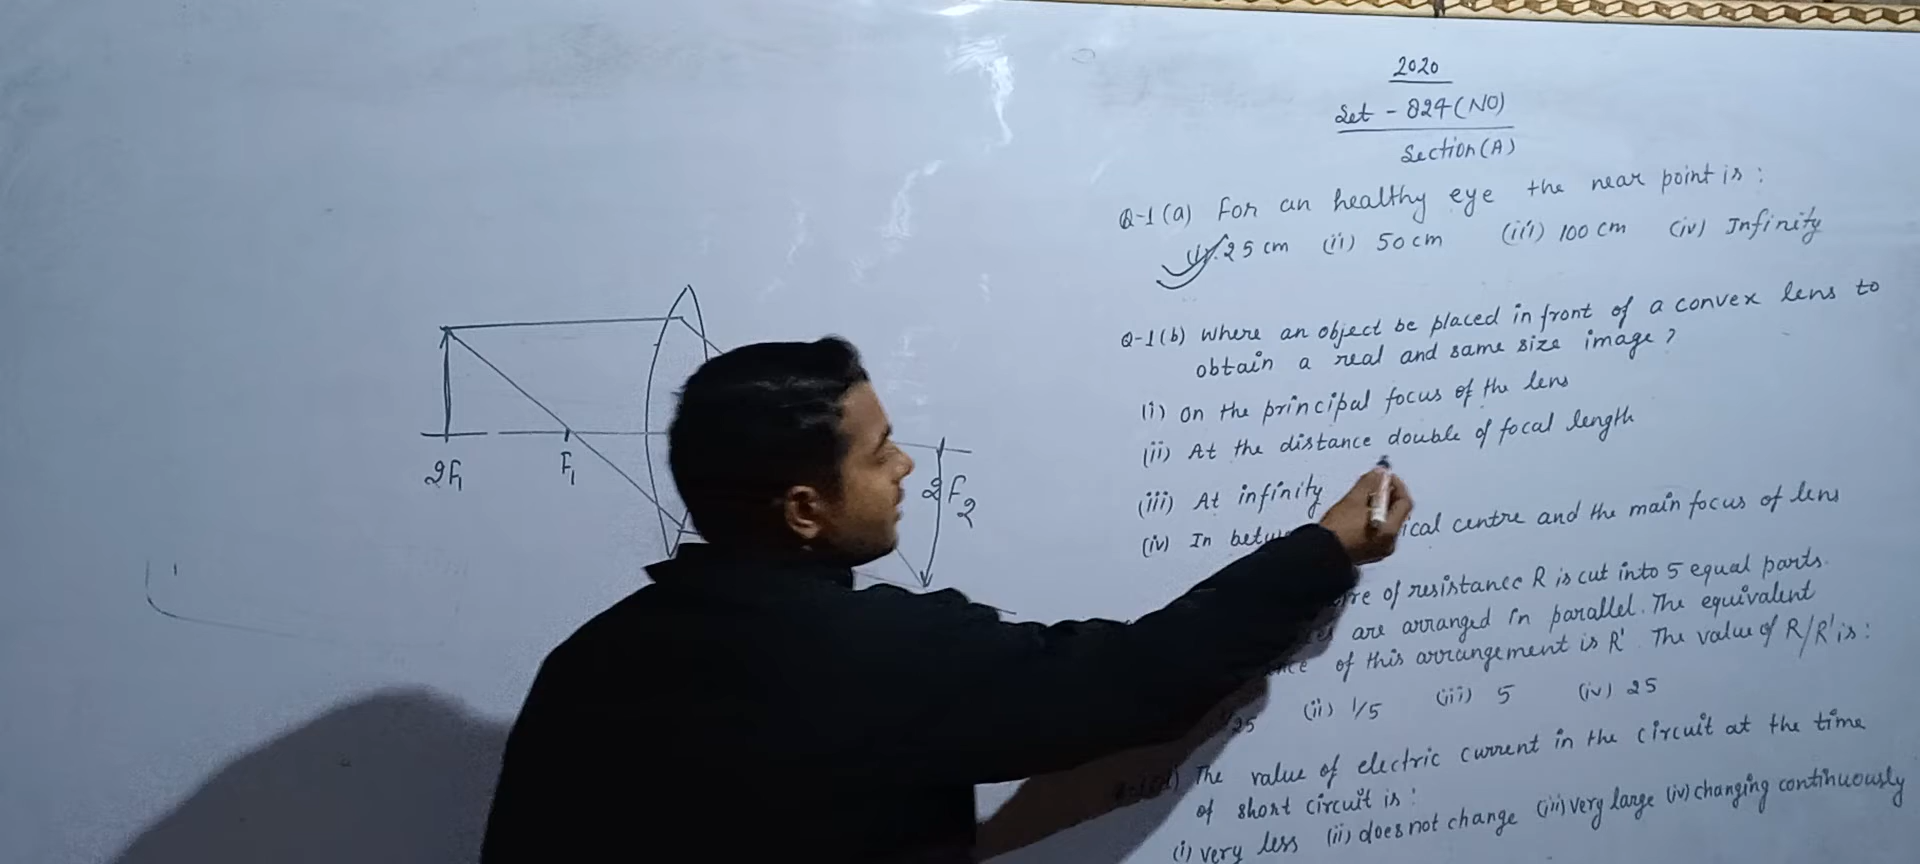 2020
Set - 824 (NO)
Section (A)
Q-1 (a) For an healthy eye the near point is :
(i) 25 cm (ii) 50 cm (iii) 100 cm (iv) Infinity
Q-1 (b) Where an object be placed in front of a convex lens to
obtain a real and same size image ?
(i) On the principal focus of the lens
(ii) At the distance double of focal length
(iii) At infinity
(iv) In ical centre and the main focus of lens
of resistance R is cut into 5 equal parts.
are arranged in parallel. The equivalent
of this arrangement is R'. The value of R/R' is :
1/25 (ii) 1/5 (iii) 5 (iv) 25
The value of electric current in the circuit at the time
of short circuit is :
(i) very less (ii) does not change (iii) very large (iv) changing continuously
2F1 F1 2F2